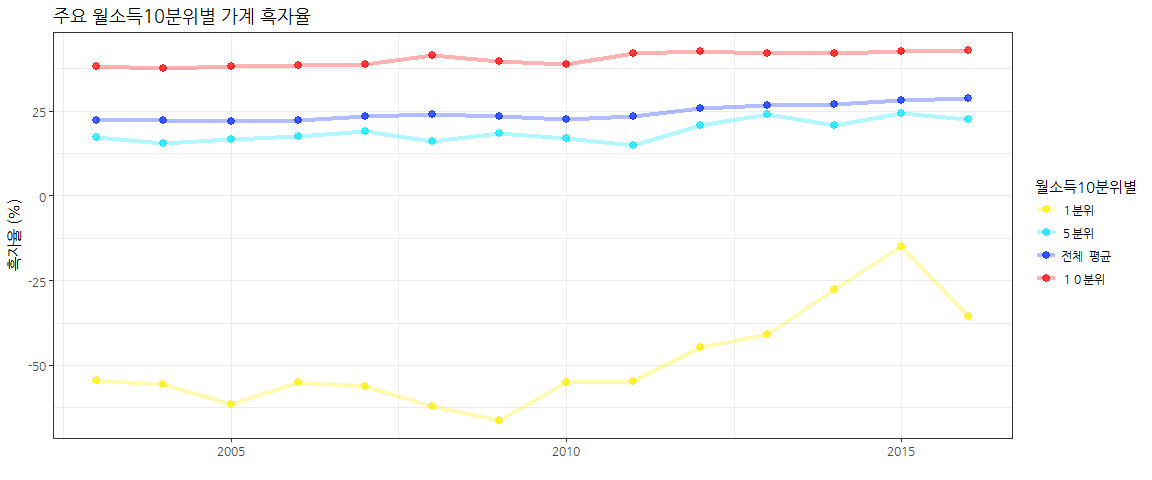 주요 월소득10분위별 가계 흑자율
흑자율 (%)
25
0
-25
-50
2005
2010
2015
월소득10분위별
1분위
5분위
전체 평균
1 0분위